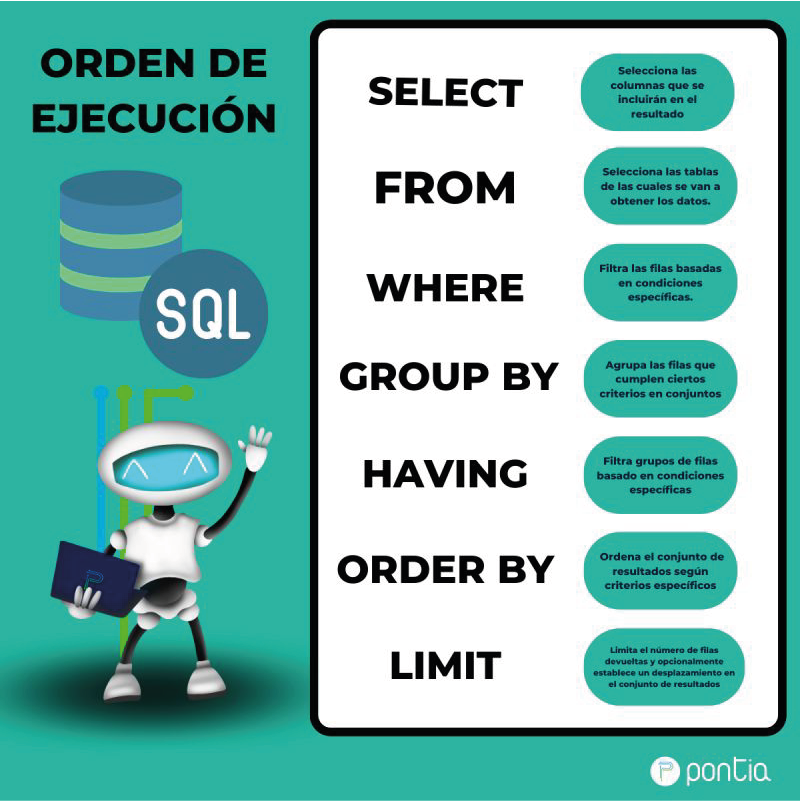 ORDEN DE
EJECUCIÓN
SQL
SELECT
Selecciona las
columnas que se
incluirán en el
resultado
FROM
Selecciona las tablas
de las cuales se van a
obtener los datos.
WHERE
Filtra las filas basadas
en condiciones
específicas.
GROUP BY
Agrupa las filas que
cumplen ciertos
criterios en conjuntos
HAVING
Filtra grupos de filas
basado en condiciones
específicas
ORDER BY
Ordena el conjunto de
resultados según
criterios específicos
LIMIT
Limita el número de filas
devueltas y opcionalmente
establece un desplazamiento en
el conjunto de resultados
pontia